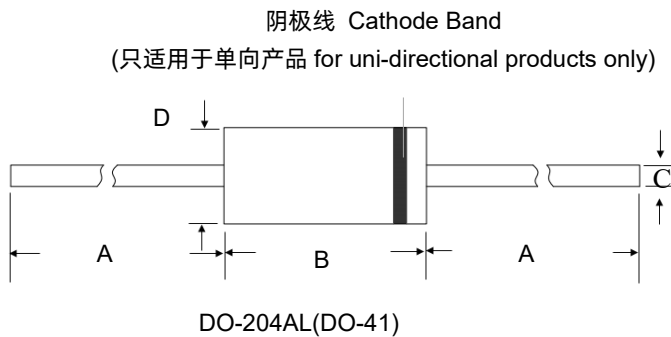 阴极线 Cathode Band
(只适用于单向产品 for uni-directional products only)
D
C
A
B
A
DO-204AL(DO-41)